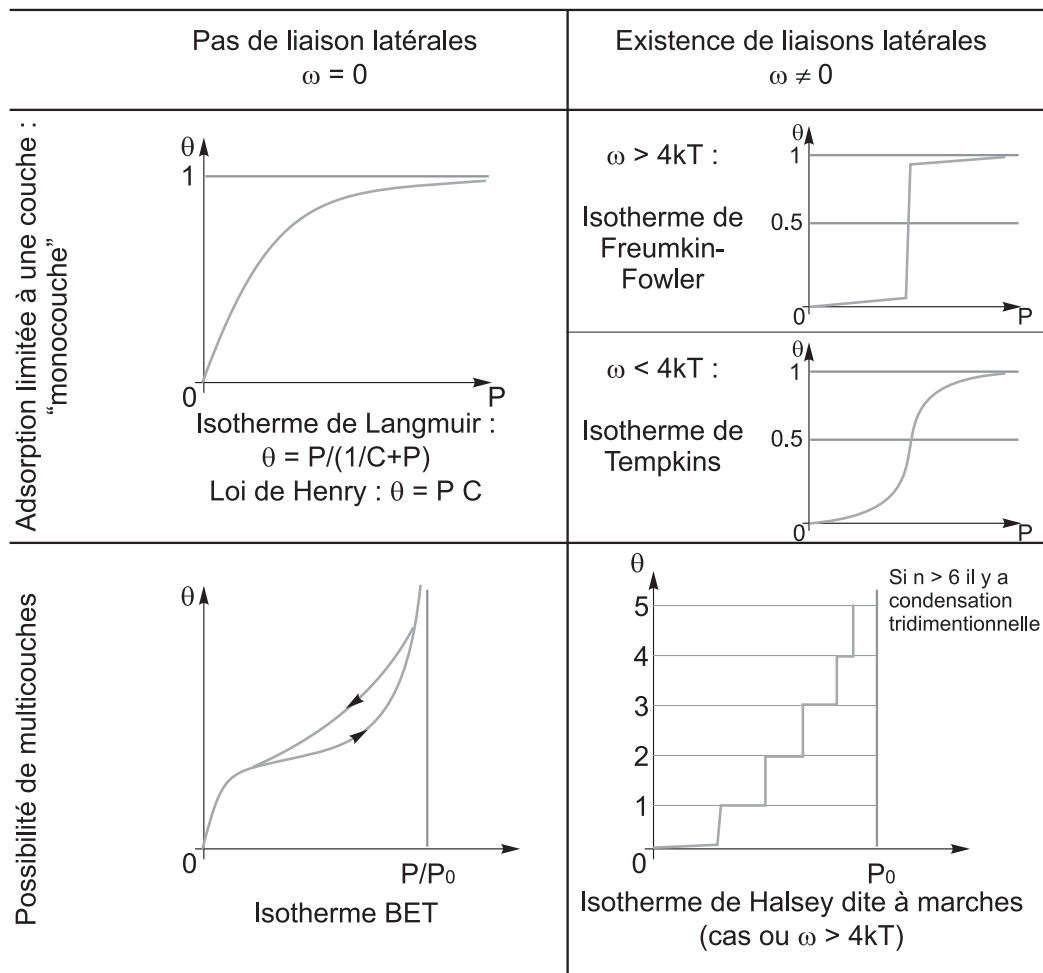 Pas de liaison latérales
ω = 0
Existence de liaisons latérales
ω ≠ 0
Adsorption limitée à une couche :
“monocouche”
θ
1
0
P
Isotherme de Langmuir :
θ = P/(1/C+P)
Loi de Henry : θ = P C
ω > 4kT :
Isotherme de
Freumkin-
Fowler
θ
1
0.5
0
P
ω < 4kT :
Isotherme de
Tempkins
θ
1
0.5
0
P
Possibilité de multicouches
θ
0
P/P0
Isotherme BET
θ
5
4
3
2
1
0
P0
Si n > 6 il y a
condensation
tridimentionnelle
Isotherme de Halsey dite à marches
(cas ou ω > 4kT)